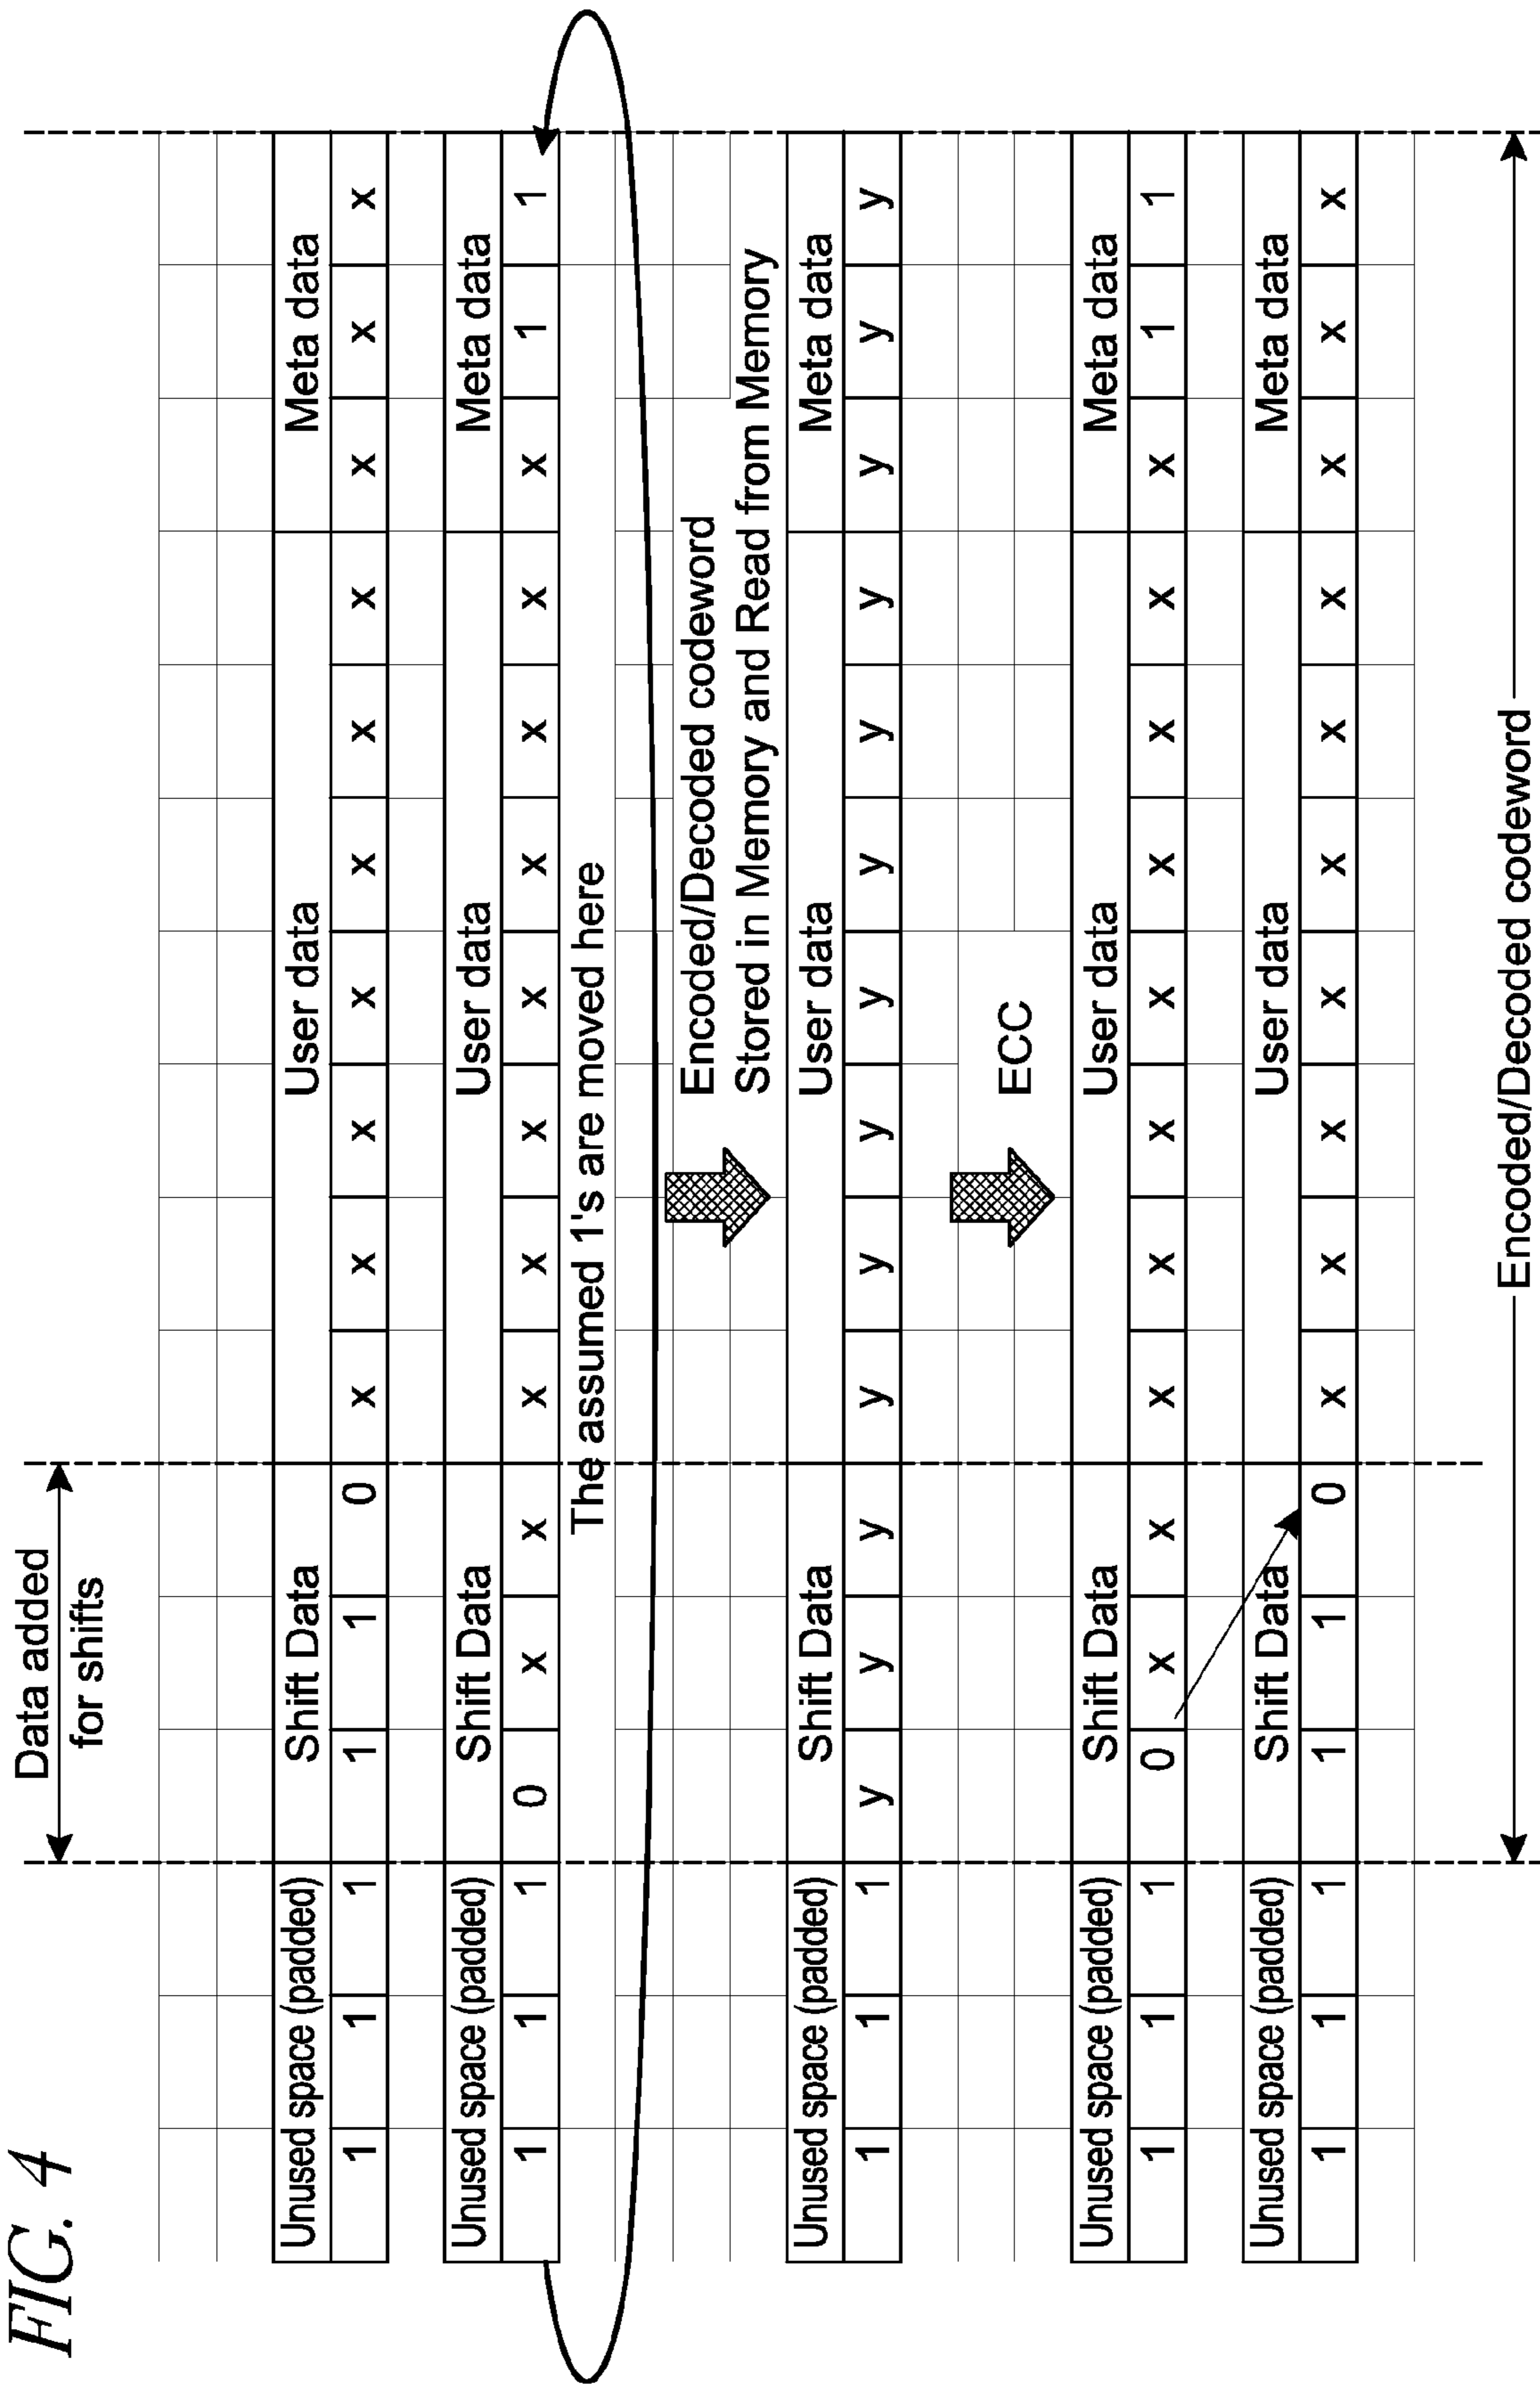 FIG. 4
Data added
for shifts
Unused space (padded) Shift Data User data Meta data
1 1 1 1 1 0 x x x x x x x x x x
Unused space (padded) Shift Data User data Meta data
1 1 1 0 x x x x x x x x x x 1 1
The assumed 1's are moved here
Encoded/Decoded codeword
Stored in Memory and Read from Memory
Unused space (padded) Shift Data User data Meta data
1 1 1 y y y y y y y y y y y y y
ECC
Unused space (padded) Shift Data User data Meta data
1 1 1 0 x x x x x x x x x x 1 1
Unused space (padded) Shift Data User data Meta data
1 1 1 1 1 0 x x x x x x x x x x
Encoded/Decoded codeword